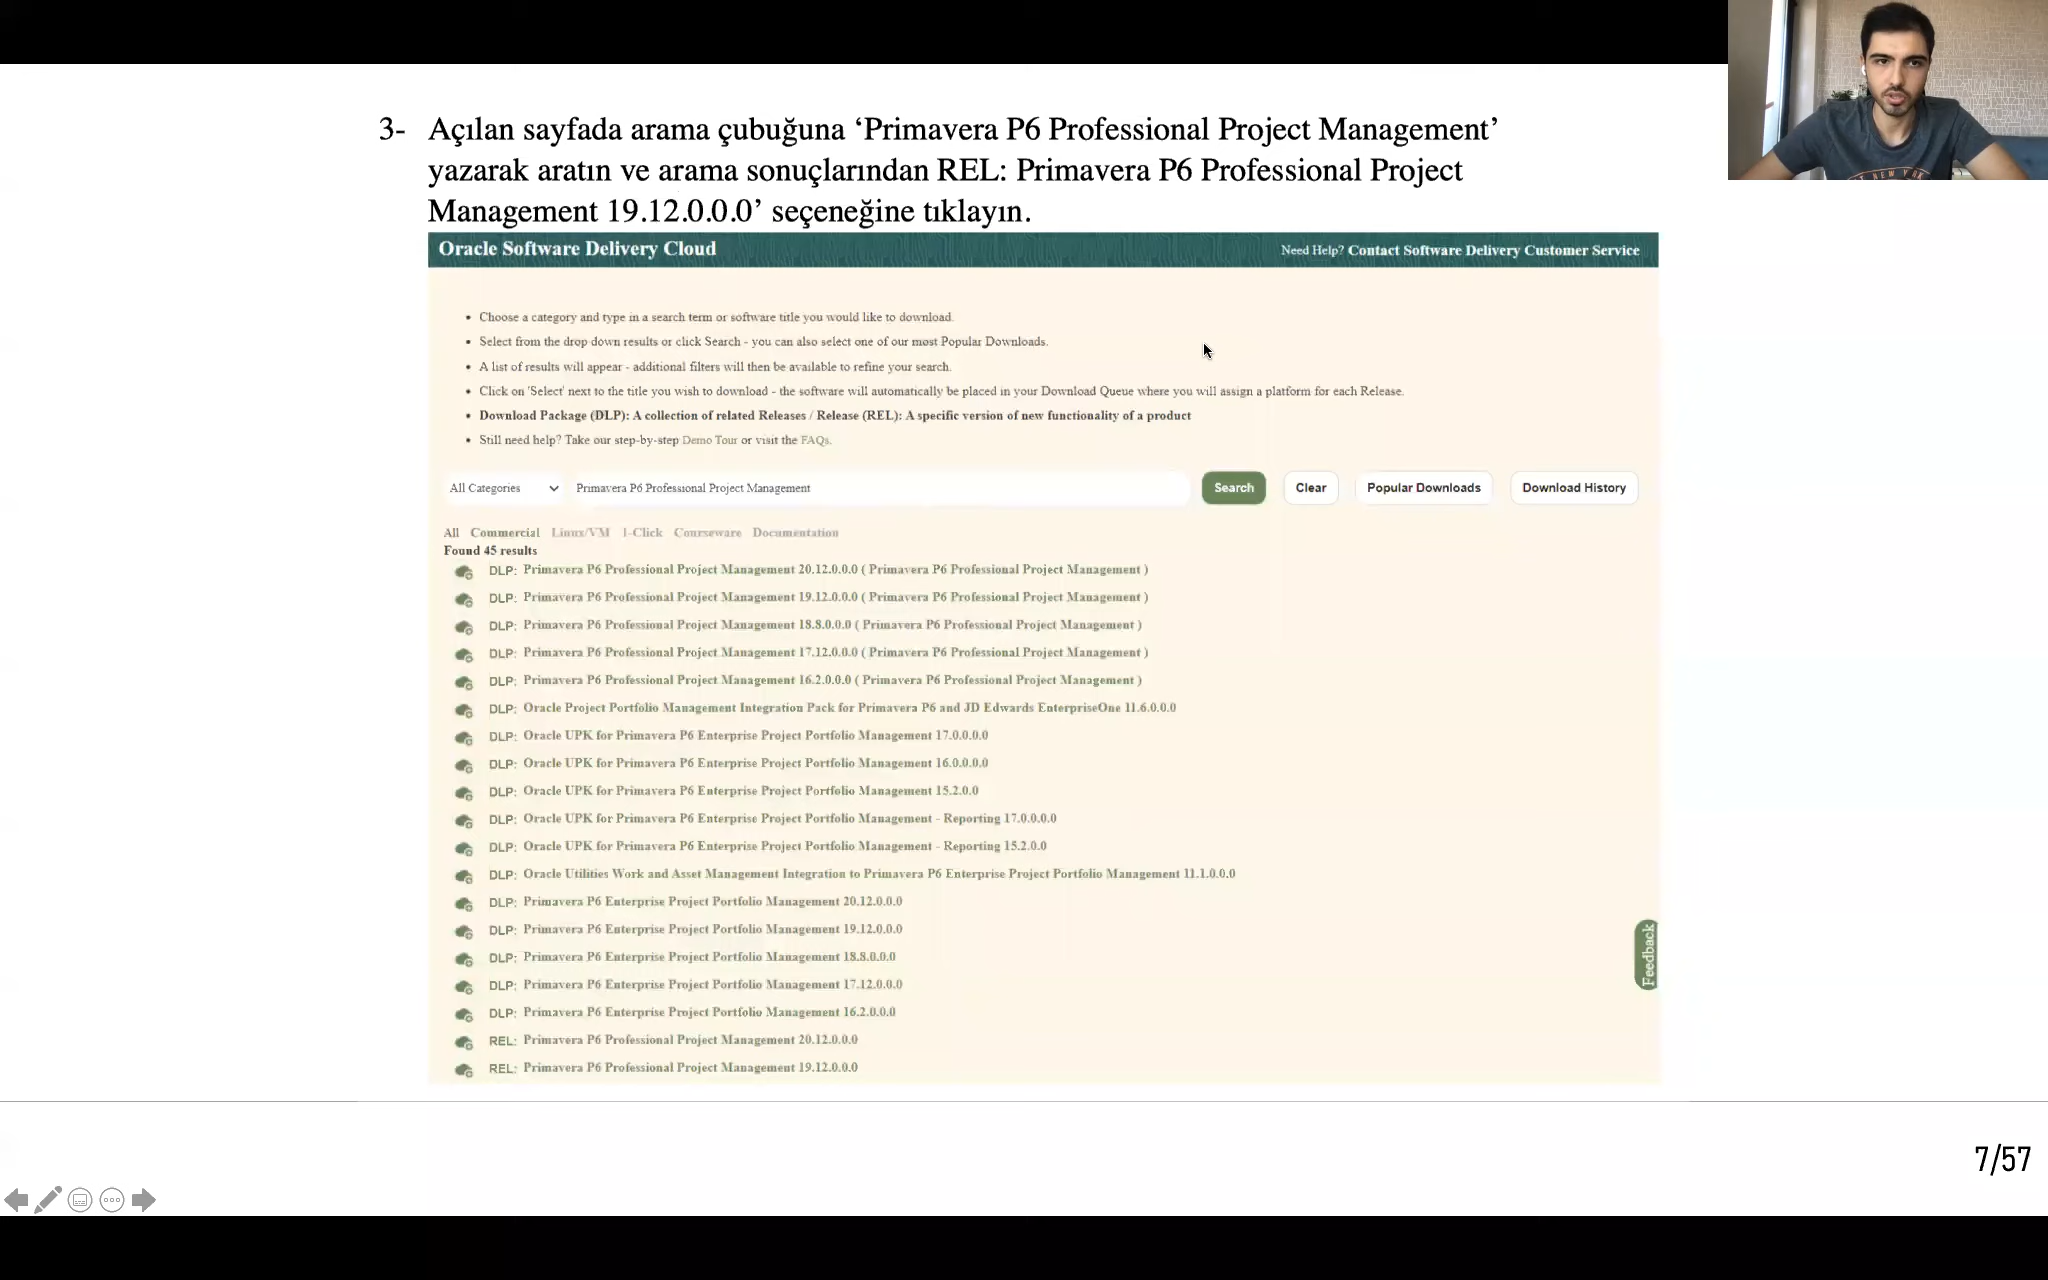 3- Açılan sayfada arama çubuğuna ‘Primavera P6 Professional Project Management’
yazarak aratın ve arama sonuçlarından REL: Primavera P6 Professional Project
Management 19.12.0.0.0’ seçeneğine tıklayın.
Oracle Software Delivery Cloud
Need Help? Contact Software Delivery Customer Service
• Choose a category and type in a search term or software title you would like to download.
• Select from the drop down results or click Search - you can also select one of our most Popular Downloads.
• A list of results will appear - additional filters will then be available to refine your search.
• Click on 'Select' next to the title you wish to download - the software will automatically be placed in your Download Queue where you will assign a platform for each Release.
• Download Package (DLP): A collection of related Releases / Release (REL): A specific version of new functionality of a product
• Still need help? Take our step-by-step Demo Tour or visit the FAQs.
All Categories Primavera P6 Professional Project Management Search Clear Popular Downloads Download History
All Commercial Linux/VM 1-Click Courseware Documentation
Found 45 results
DLP: Primavera P6 Professional Project Management 20.12.0.0.0 ( Primavera P6 Professional Project Management )
DLP: Primavera P6 Professional Project Management 19.12.0.0.0 ( Primavera P6 Professional Project Management )
DLP: Primavera P6 Professional Project Management 18.8.0.0.0 ( Primavera P6 Professional Project Management )
DLP: Primavera P6 Professional Project Management 17.12.0.0.0 ( Primavera P6 Professional Project Management )
DLP: Primavera P6 Professional Project Management 16.2.0.0.0 ( Primavera P6 Professional Project Management )
DLP: Oracle Project Portfolio Management Integration Pack for Primavera P6 and JD Edwards EnterpriseOne 11.6.0.0.0
DLP: Oracle UPK for Primavera P6 Enterprise Project Portfolio Management 17.0.0.0.0
DLP: Oracle UPK for Primavera P6 Enterprise Project Portfolio Management 16.0.0.0.0
DLP: Oracle UPK for Primavera P6 Enterprise Project Portfolio Management 15.2.0.0
DLP: Oracle UPK for Primavera P6 Enterprise Project Portfolio Management - Reporting 17.0.0.0.0
DLP: Oracle UPK for Primavera P6 Enterprise Project Portfolio Management - Reporting 15.2.0.0
DLP: Oracle Utilities Work and Asset Management Integration to Primavera P6 Enterprise Project Portfolio Management 11.1.0.0.0
DLP: Primavera P6 Enterprise Project Portfolio Management 20.12.0.0.0
DLP: Primavera P6 Enterprise Project Portfolio Management 19.12.0.0.0
DLP: Primavera P6 Enterprise Project Portfolio Management 18.8.0.0.0
DLP: Primavera P6 Enterprise Project Portfolio Management 17.12.0.0.0
DLP: Primavera P6 Enterprise Project Portfolio Management 16.2.0.0.0
REL: Primavera P6 Professional Project Management 20.12.0.0.0
REL: Primavera P6 Professional Project Management 19.12.0.0.0
Feedback
7/57